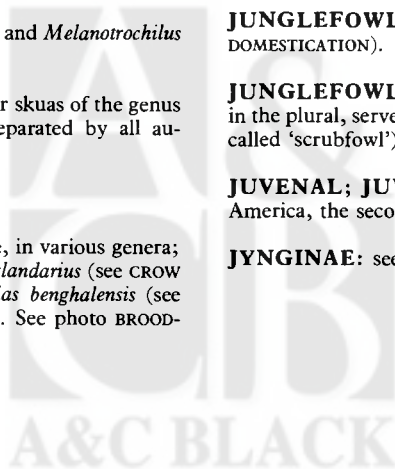 and Melanotrochilus
r skuas of the genus
eparated by all au-
, in various genera;
landarius (see CROW
as benghalensis (see
. See photo BROOD-
JUNGLEFOWL
DOMESTICATION).
JUNGLEFOWL
in the plural, serve
called ‘scrubfowl’)
JUVENAL; JUV
America, the seco
JYNGINAE: see
A&C BLACK